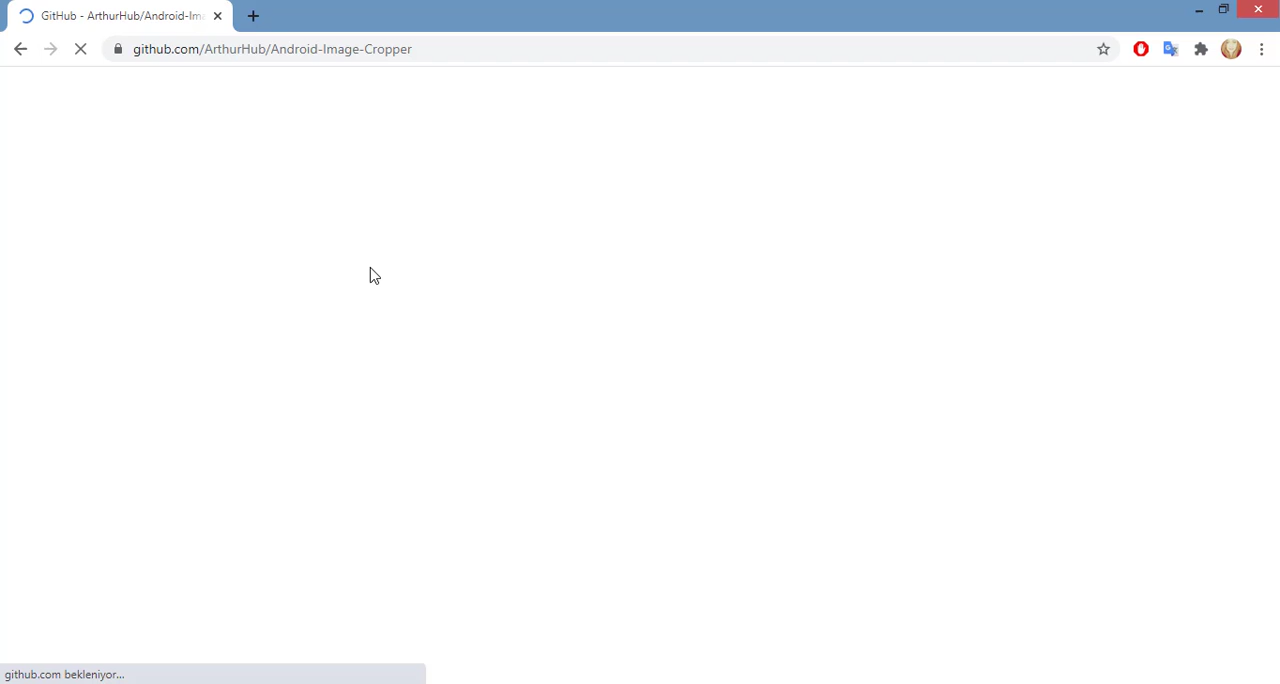 GitHub - ArthurHub/Android-Im
github.com/ArthurHub/Android-Image-Cropper
github.com bekleniyor...